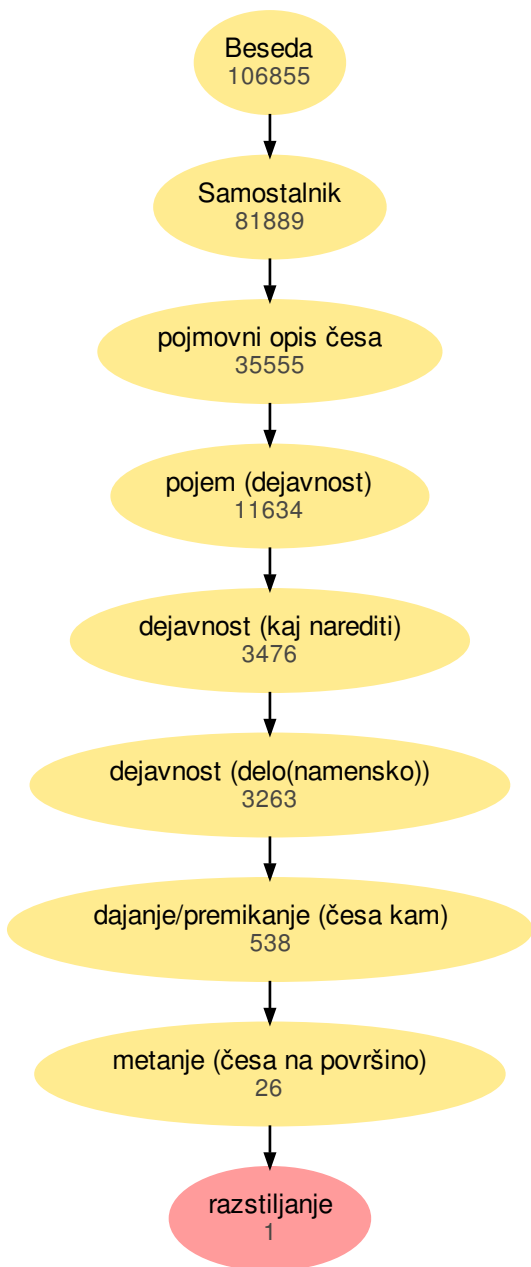 Beseda
106855
Samostalnik
81889
pojmovni opis česa
35555
pojem (dejavnost)
11634
dejavnost (kaj narediti)
3476
dejavnost (delo(namensko))
3263
dajanje/premikanje (česa kam)
538
metanje (česa na površino)
26
razstiljanje
1